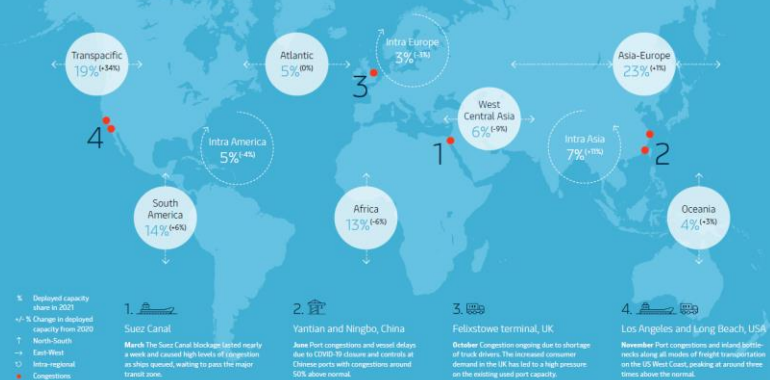 Transpacific
19% (+34%)
Atlantic
5% (0%)
Intra Europe
3% (-3%)
Asia-Europe
23% (+11%)
3
4
West
Central Asia
6% (-9%)
1
Intra America
5% (-4%)
Intra Asia
7% (+11%)
2
South
America
14% (+6%)
Africa
13% (-6%)
Oceania
4% (+3%)
% Deployed capacity
share in 2021
+/- % Change in deployed
capacity from 2020
↑ North-South
→ East-West
Intra-regional
Congestions
1.
Suez Canal
March The Suez Canal blockage lasted nearly
a week and caused high levels of congestion
as ships queued, waiting to pass the major
transit zone.
2.
Yantian and Ningbo, China
June Port congestions and vessel delays
due to COVID-19 closure and controls at
Chinese ports with congestions around
50% above normal.
3.
Felixstowe terminal, UK
October Congestion ongoing due to shortage
of truck drivers. The increased consumer
demand in the UK has led to a high pressure
on the existing used port capacity.
4.
Los Angeles and Long Beach, USA
November Port congestions and inland bottle-
necks along all modes of freight transportation
on the US West Coast, peaking at around three
times above the normal.